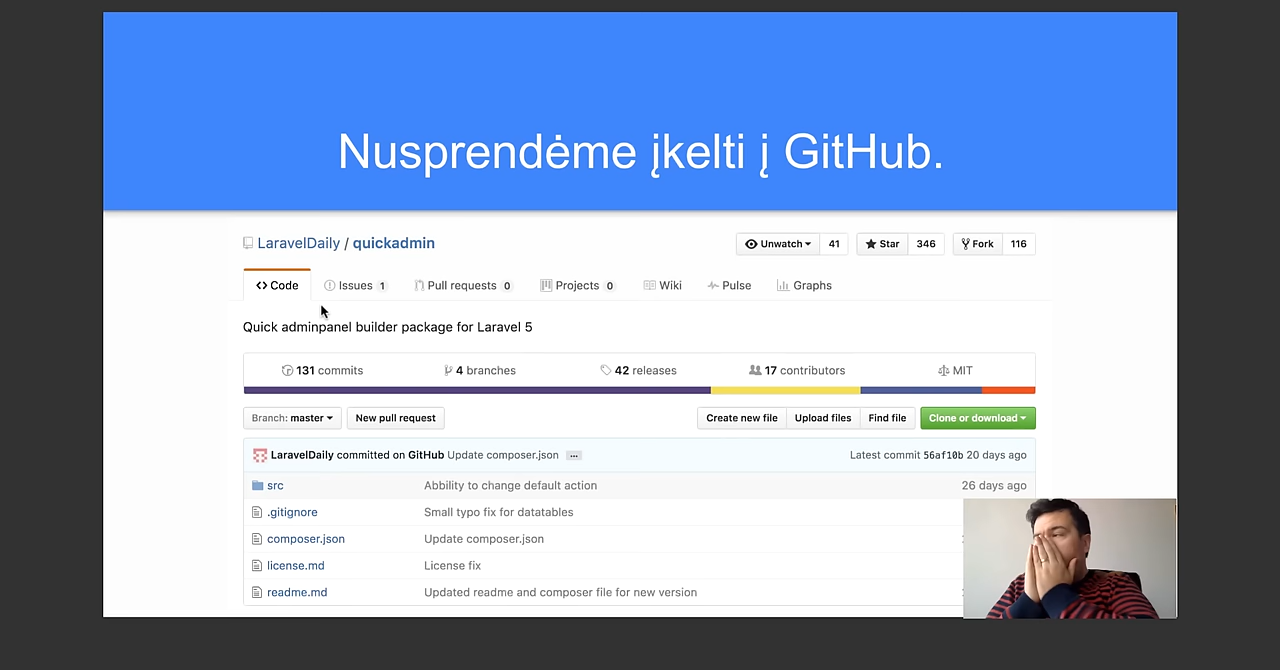 Nusprendėme įkelti į GitHub.
LaravelDaily / quickadmin
Unwatch 41 Star 346 Fork 116
Code Issues 1 Pull requests 0 Projects 0 Wiki Pulse Graphs
Quick adminpanel builder package for Laravel 5
131 commits 4 branches 42 releases 17 contributors MIT
Branch: master New pull request Create new file Upload files Find file Clone or download
LaravelDaily committed on GitHub Update composer.json ... Latest commit 56af10b 20 days ago
src Abbility to change default action 26 days ago
.gitignore Small typo fix for datatables
composer.json Update composer.json
license.md License fix
readme.md Updated readme and composer file for new version